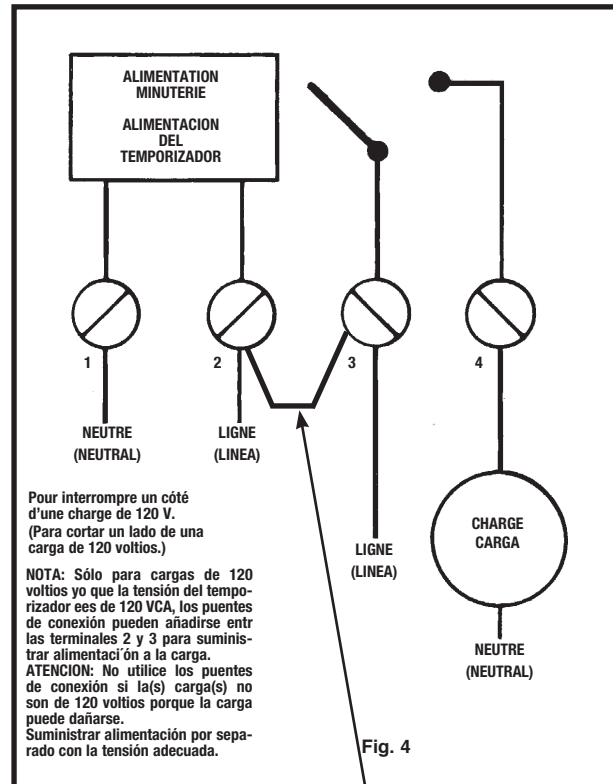 ALIMENTATION
MINUTERIE
ALIMENTACION
DEL
TEMPORIZADOR
1
2
3
4
NEUTRE
(NEUTRAL)
LIGNE
(LINEA)
LIGNE
(LINEA)
CHARGE
CARGA
NEUTRE
(NEUTRAL)
Pour interrompre un côté
d'une charge de 120 V.
(Para cortar un lado de una
carga de 120 voltios.)
NOTA: Sólo para cargas de 120
voltios yo que la tensión del tempo-
rizador ees de 120 VCA, los puentes
de conexión pueden añadirse entr
las terminales 2 y 3 para suminis-
trar alimentaci´ón a la carga.
ATENCION: No utilice los puentes
de conexión si la(s) carga(s) no
son de 120 voltios porque la carga
puede dañarse.
Suministrar alimentación por sepa-
rado con la tensión adecuada.
Fig. 4